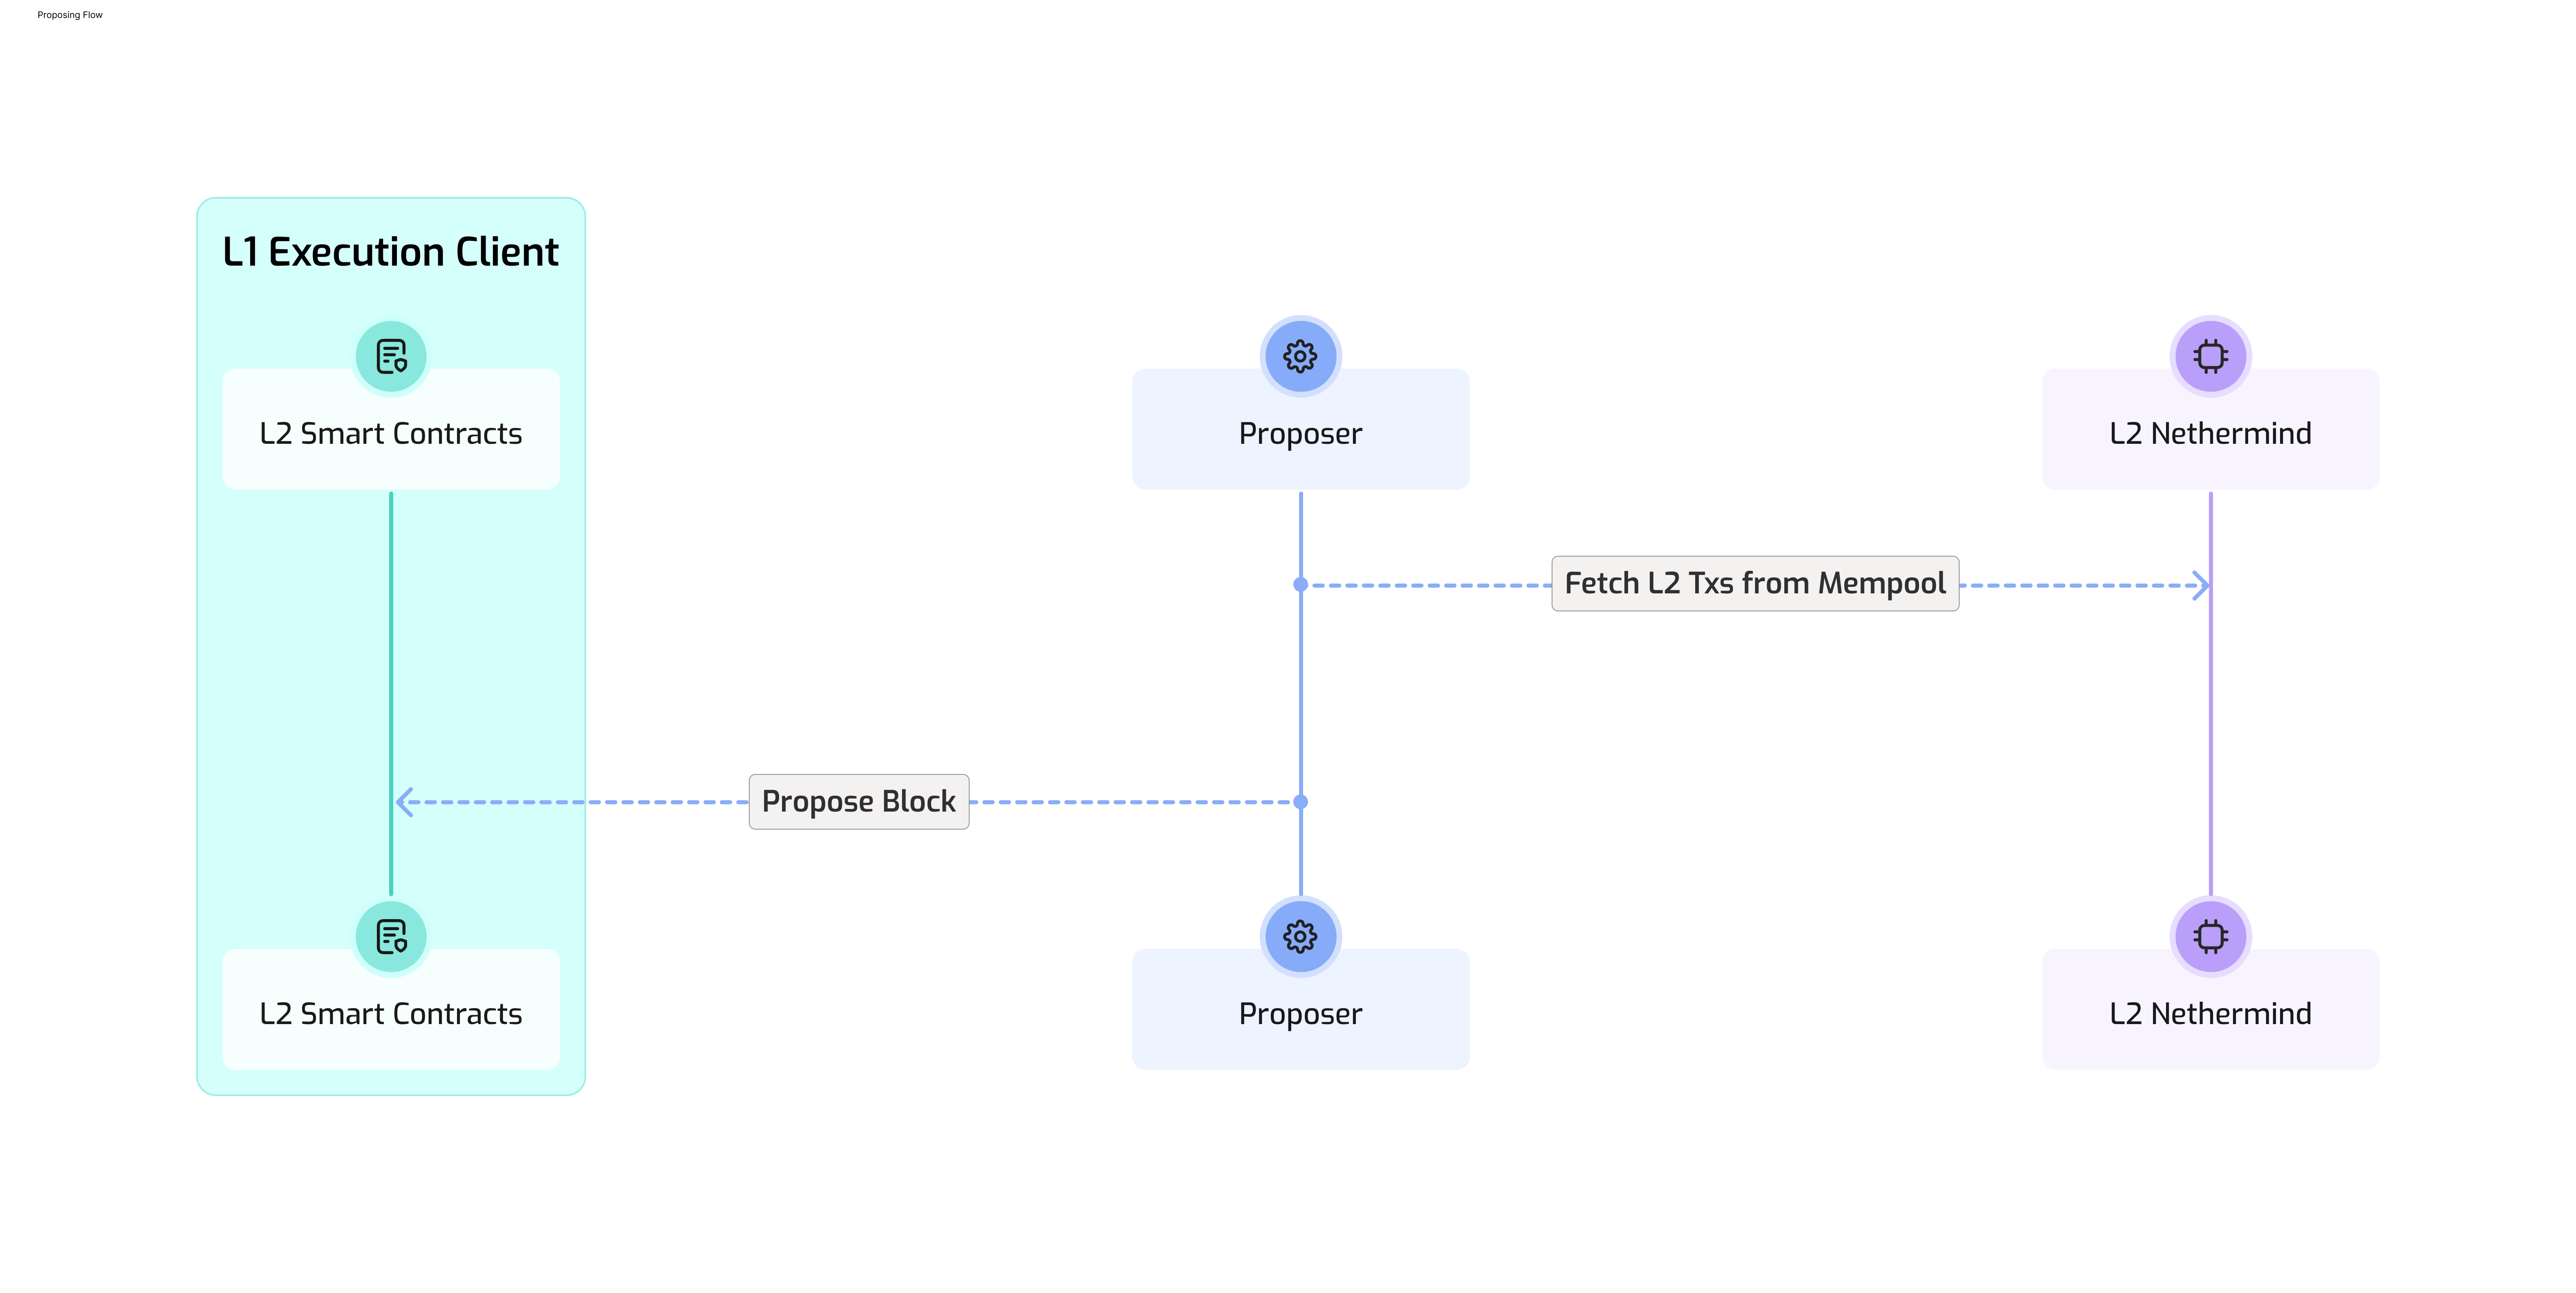 Proposing Flow
L1 Execution Client
L2 Smart Contracts
Proposer
L2 Nethermind
Fetch L2 Txs from Mempool
Propose Block
L2 Smart Contracts
Proposer
L2 Nethermind